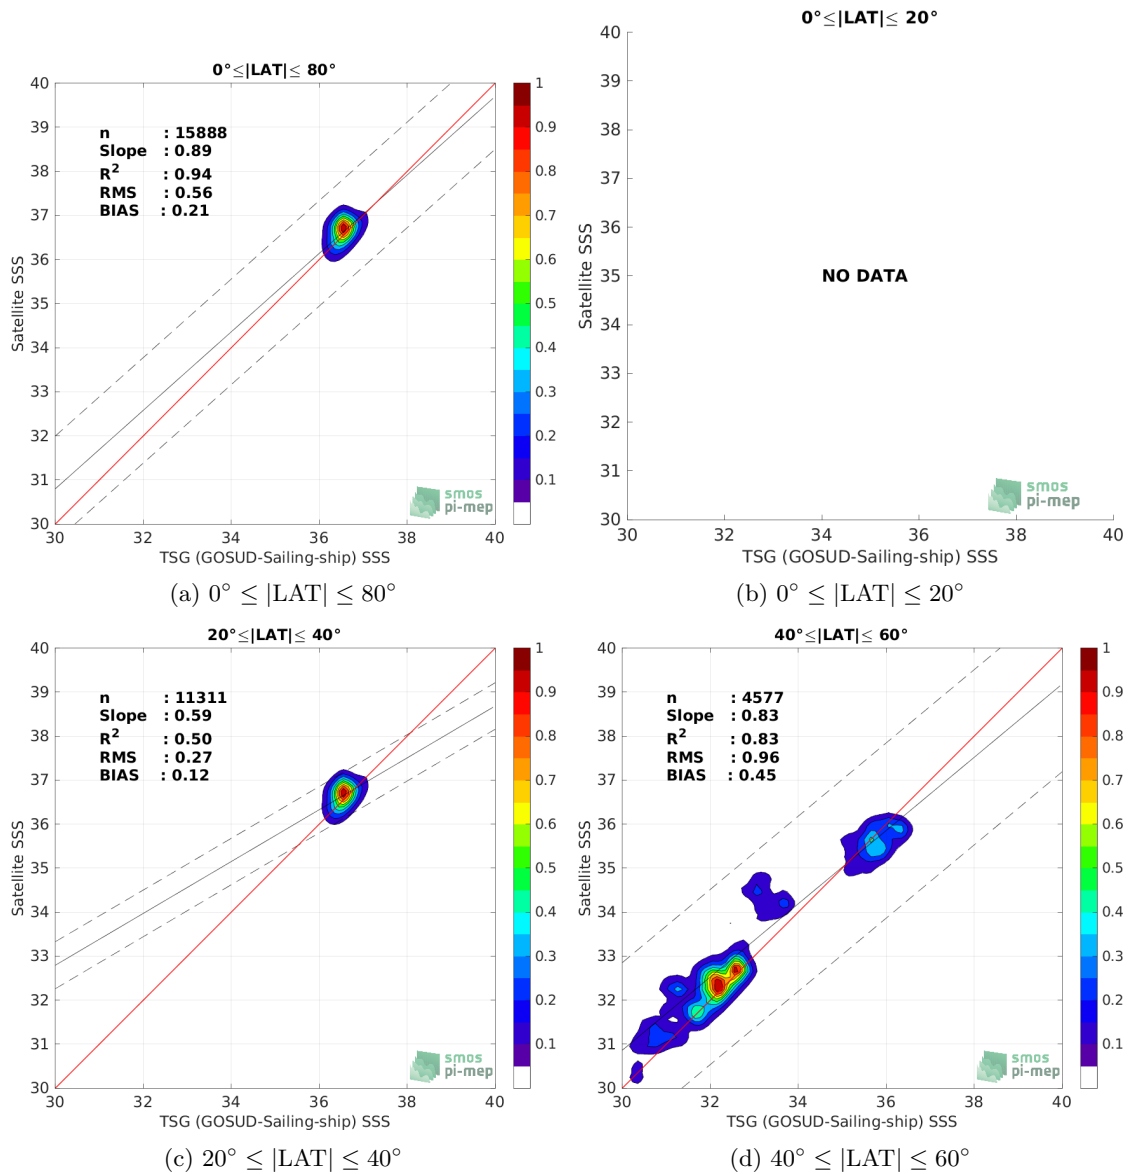 0°≤|LAT|≤ 80°
40
39
38
37
36
35
34
33
32
31
30
Satellite SSS
n : 15888
Slope : 0.89
R² : 0.94
RMS : 0.56
BIAS : 0.21
smos
pi-mep
30 32 34 36 38 40
TSG (GOSUD-Sailing-ship) SSS
1
0.9
0.8
0.7
0.6
0.5
0.4
0.3
0.2
0.1
(a) 0° ≤ |LAT| ≤ 80°
0°≤|LAT|≤ 20°
40
39
38
37
36
35
34
33
32
31
30
Satellite SSS
NO DATA
smos
pi-mep
30 32 34 36 38 40
TSG (GOSUD-Sailing-ship) SSS
(b) 0° ≤ |LAT| ≤ 20°
20°≤|LAT|≤ 40°
40
39
38
37
36
35
34
33
32
31
30
Satellite SSS
n : 11311
Slope : 0.59
R² : 0.50
RMS : 0.27
BIAS : 0.12
smos
pi-mep
30 32 34 36 38 40
TSG (GOSUD-Sailing-ship) SSS
1
0.9
0.8
0.7
0.6
0.5
0.4
0.3
0.2
0.1
(c) 20° ≤ |LAT| ≤ 40°
40°≤|LAT|≤ 60°
40
39
38
37
36
35
34
33
32
31
30
Satellite SSS
n : 4577
Slope : 0.83
R² : 0.83
RMS : 0.96
BIAS : 0.45
smos
pi-mep
30 32 34 36 38 40
TSG (GOSUD-Sailing-ship) SSS
1
0.9
0.8
0.7
0.6
0.5
0.4
0.3
0.2
0.1
(d) 40° ≤ |LAT| ≤ 60°